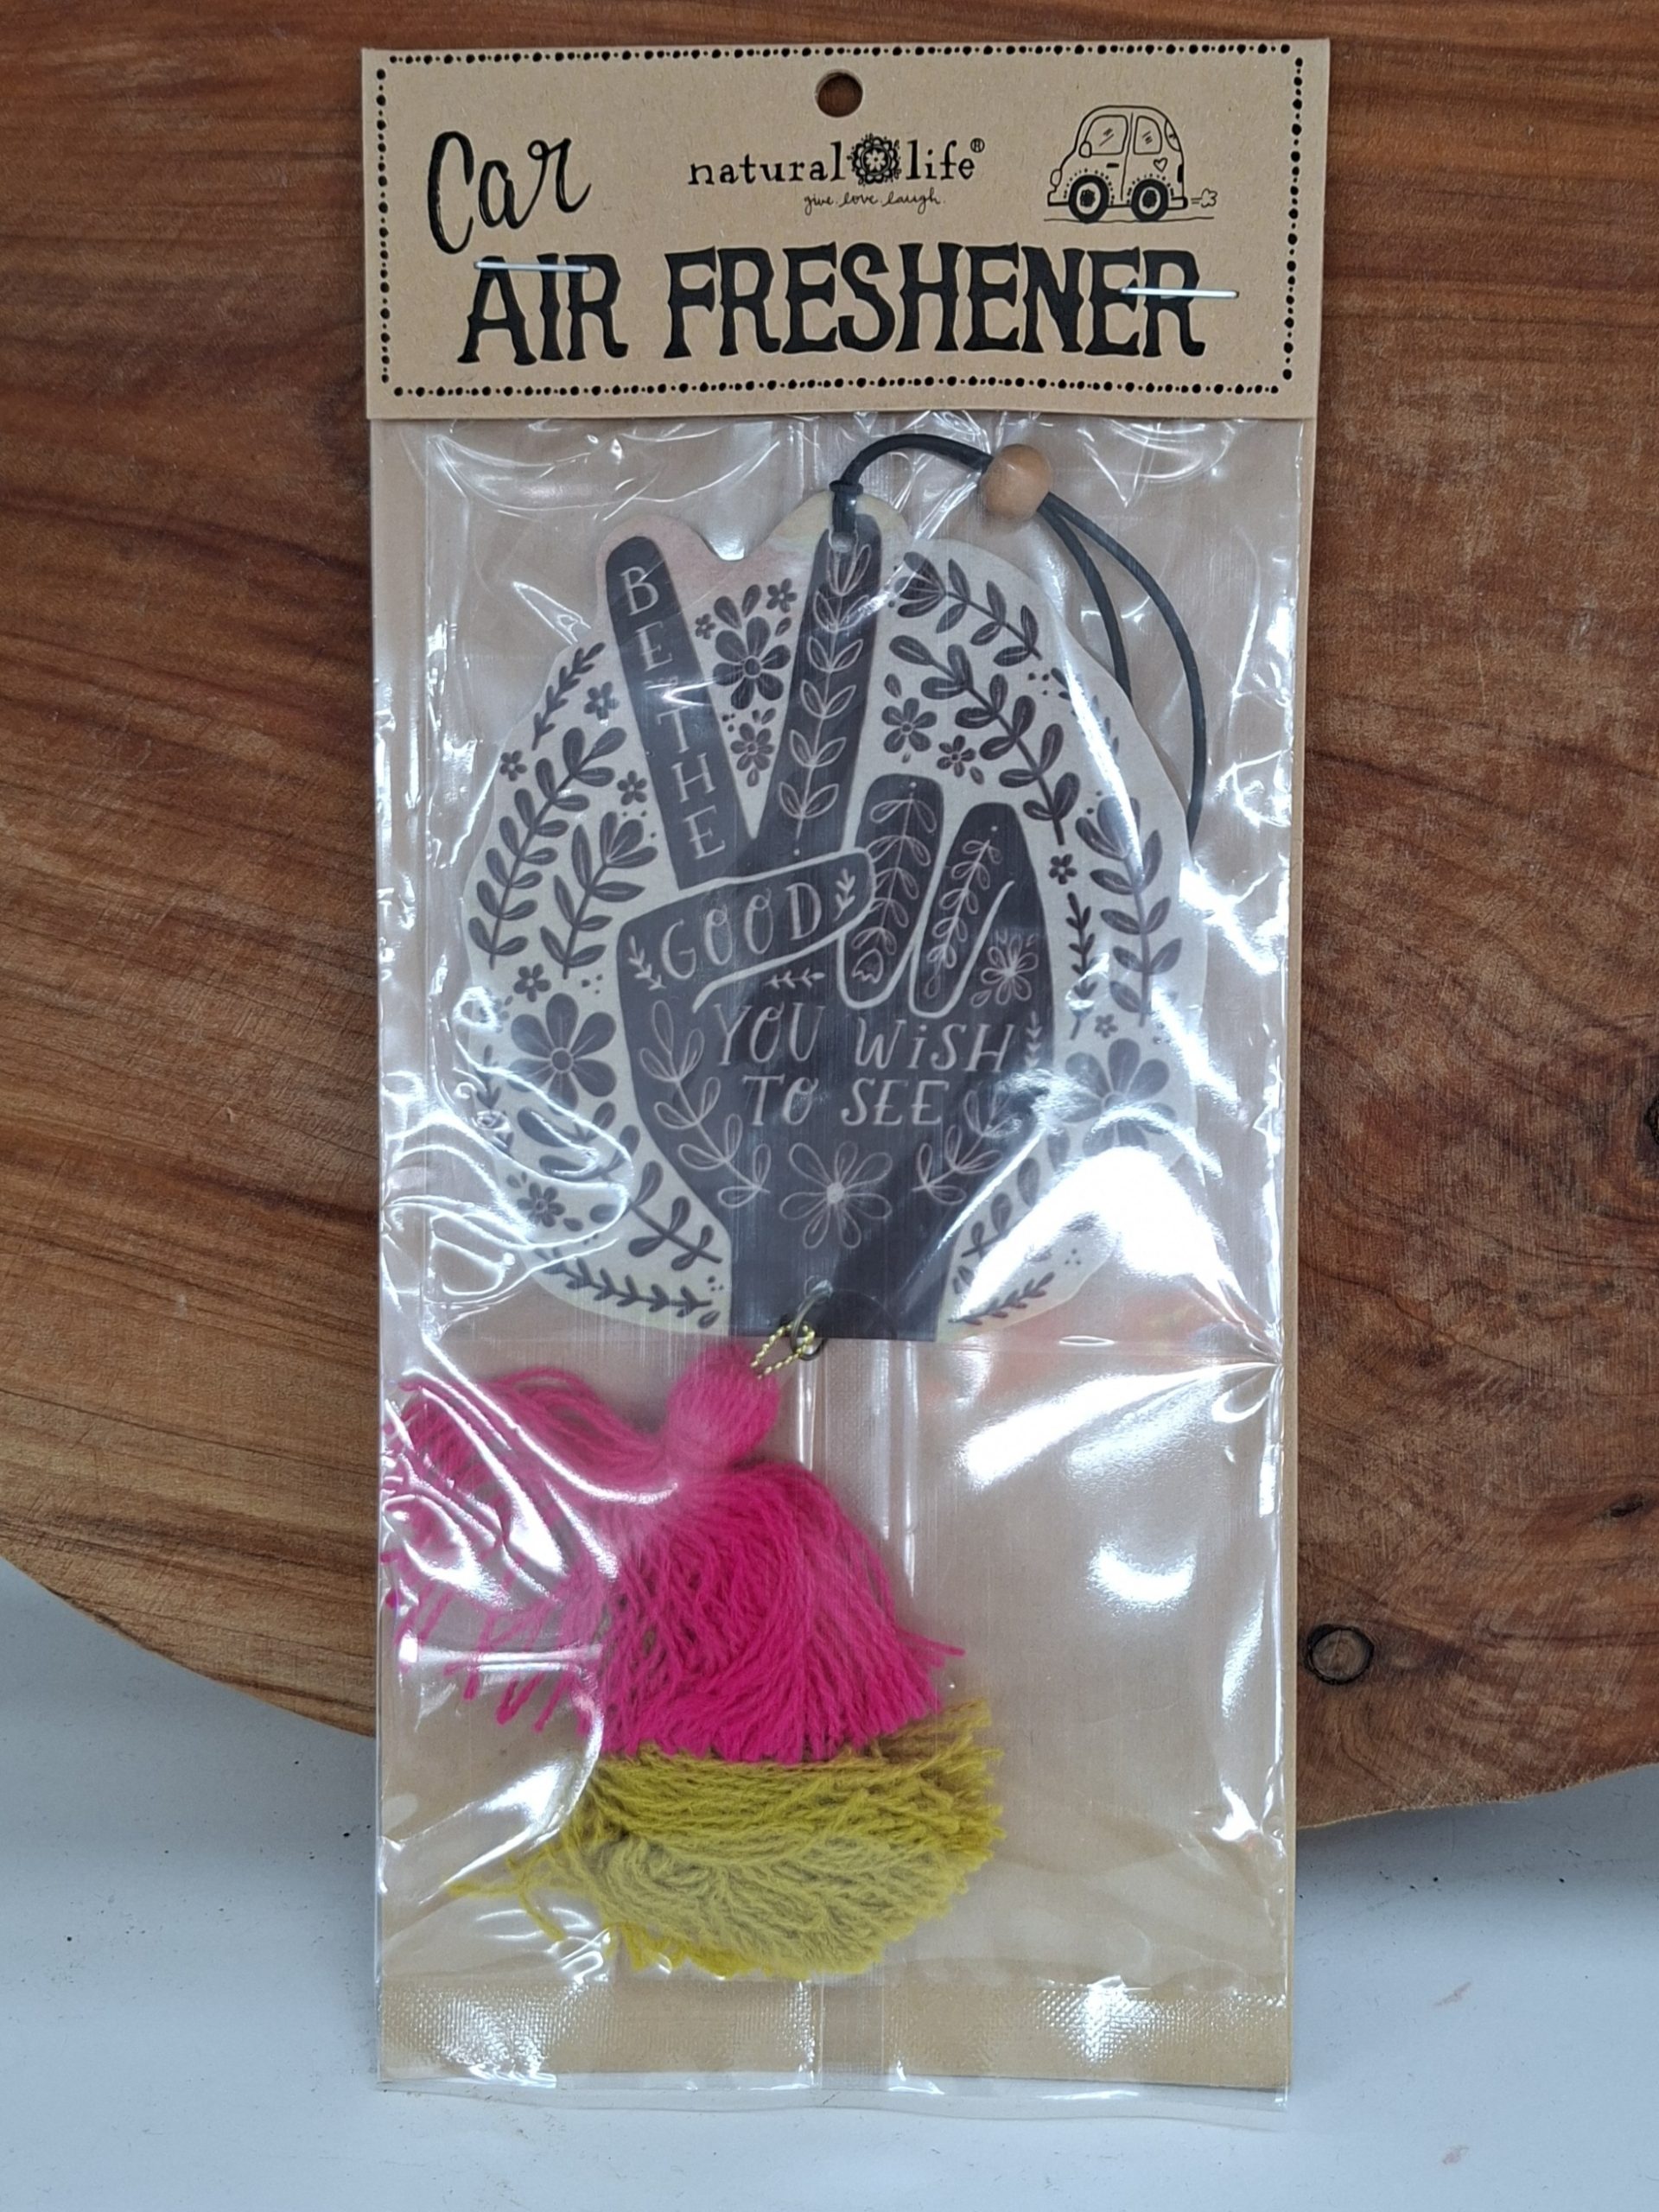 Car
natural life®
give. love. laugh.
AIR FRESHENER
BE THE
GOOD
YOU WiSH
TO SEE